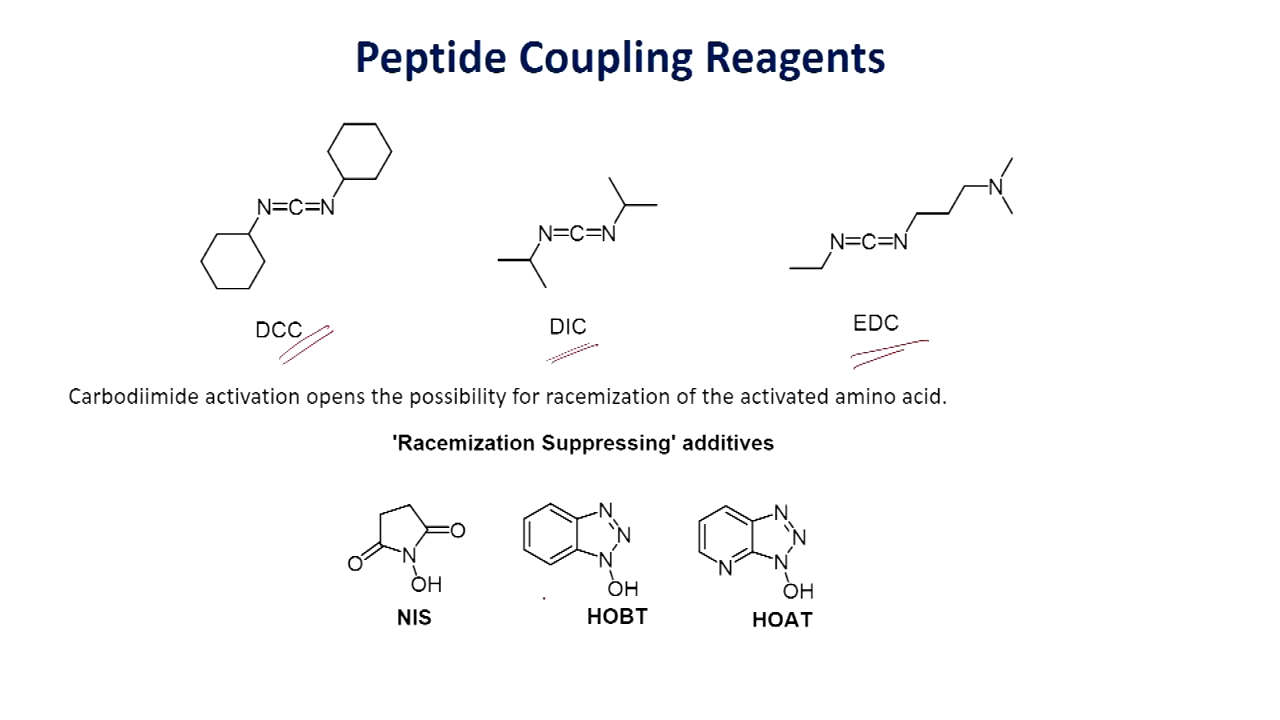 Peptide Coupling Reagents
N=C=N
N=C=N
N=C=N
N
DCC
DIC
EDC
Carbodiimide activation opens the possibility for racemization of the activated amino acid.
'Racemization Suppressing' additives
O
O
N
OH
N
N
N
OH
N
N
N
N
OH
NIS
HOBT
HOAT